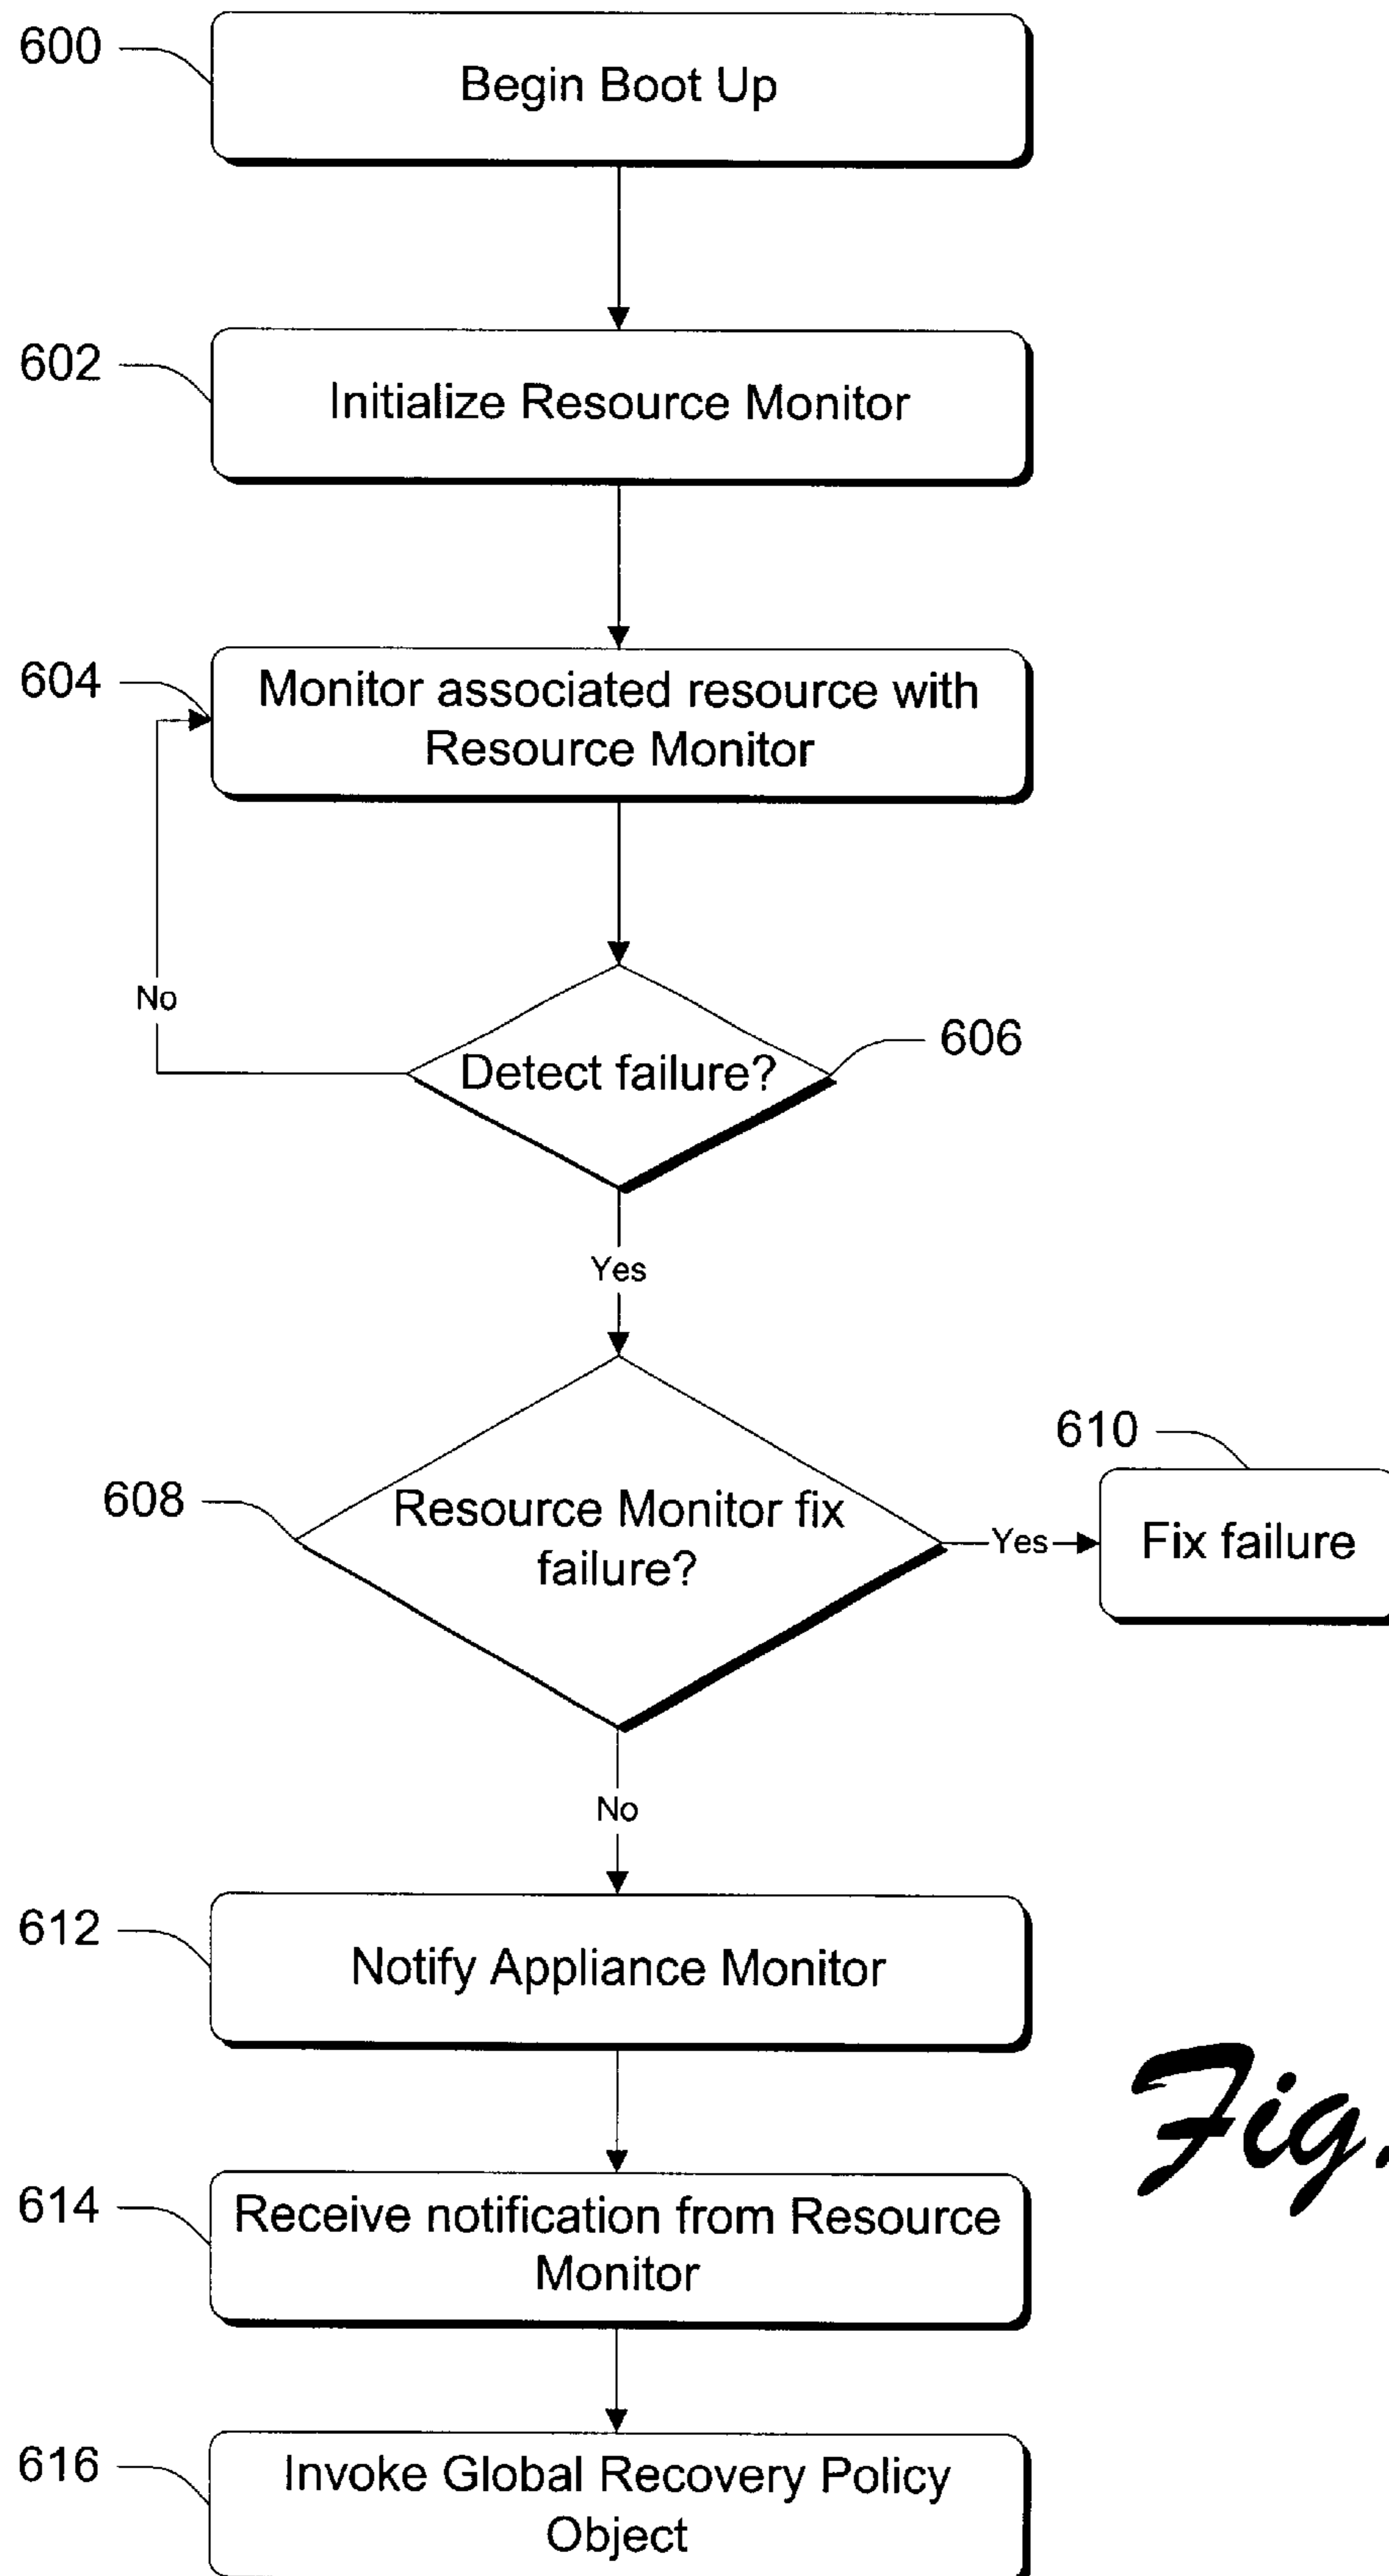 600
Begin Boot Up
602
Initialize Resource Monitor
604
Monitor associated resource with
Resource Monitor
No
Detect failure?
606
Yes
608
Resource Monitor fix
failure?
Yes
610
Fix failure
No
612
Notify Appliance Monitor
Fig.
614
Receive notification from Resource
Monitor
616
Invoke Global Recovery Policy
Object